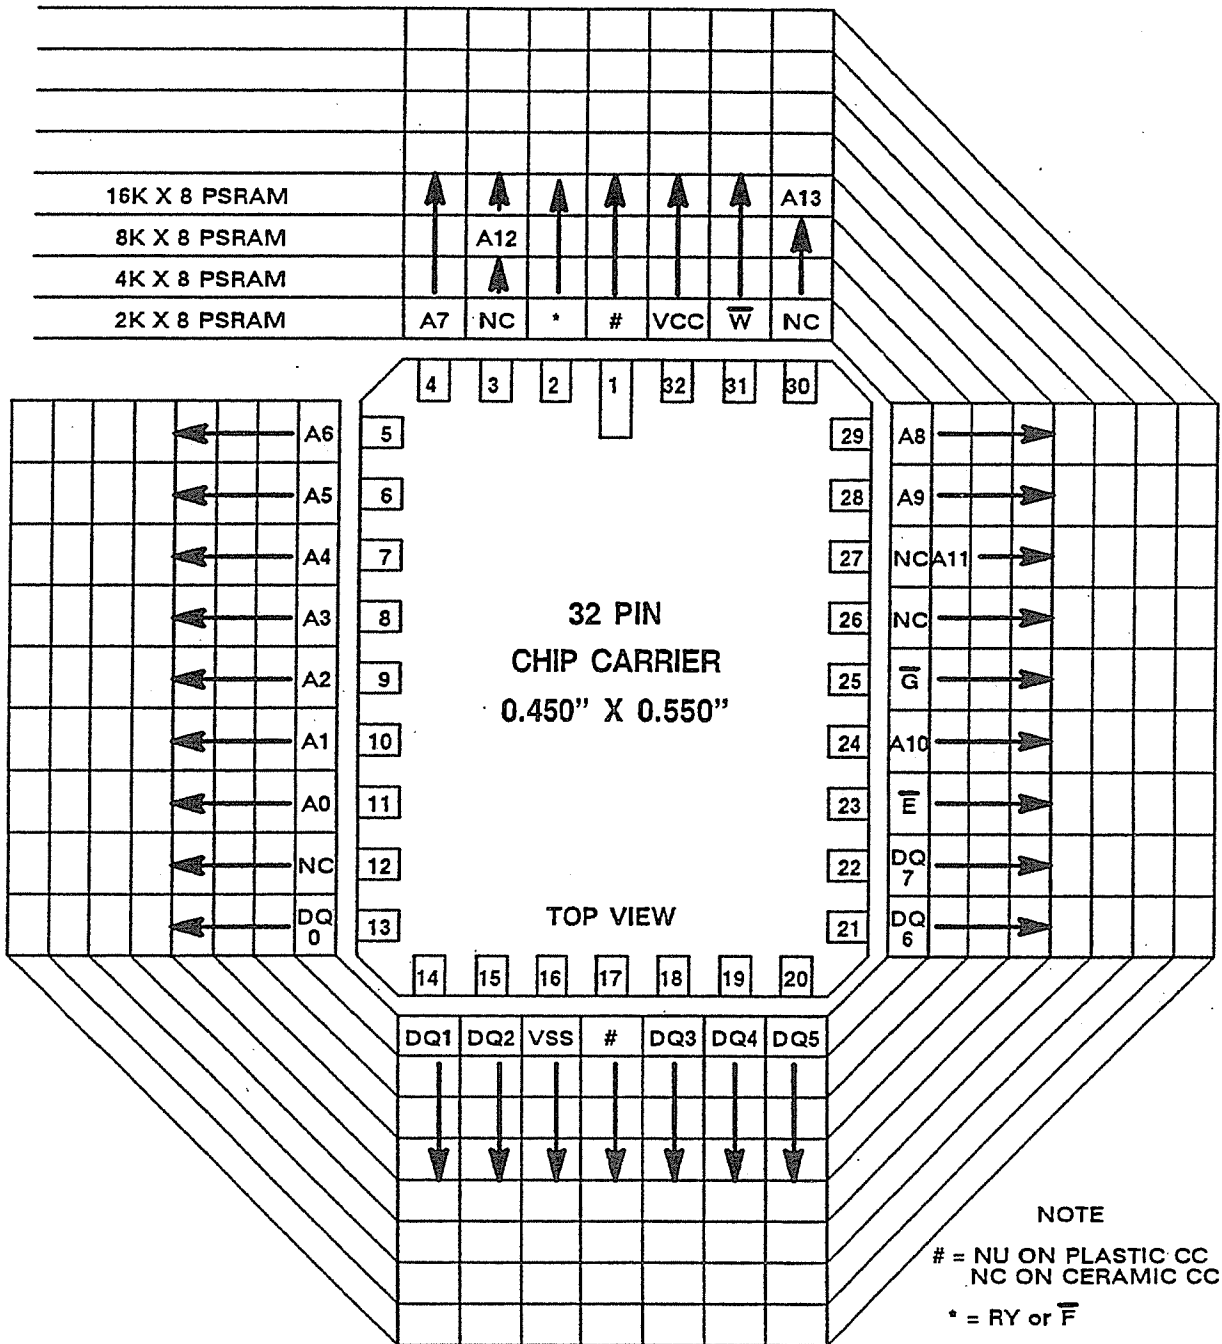 16K X 8 PSRAM A13
8K X 8 PSRAM A12
4K X 8 PSRAM
2K X 8 PSRAM A7 NC * # VCC W̅ NC
4 3 2 1 32 31 30
A6 5 29 A8
A5 6 28 A9
A4 7 27 NC A11
A3 8 26 NC
A2 9 25 G̅
A1 10 24 A10
A0 11 23 E̅
NC 12 22 DQ 7
DQ 0 13 21 DQ 6
32 PIN
CHIP CARRIER
0.450” X 0.550”
TOP VIEW
14 15 16 17 18 19 20
DQ1 DQ2 VSS # DQ3 DQ4 DQ5
NOTE
# = NU ON PLASTIC CC
NC ON CERAMIC CC
* = RY or F̅